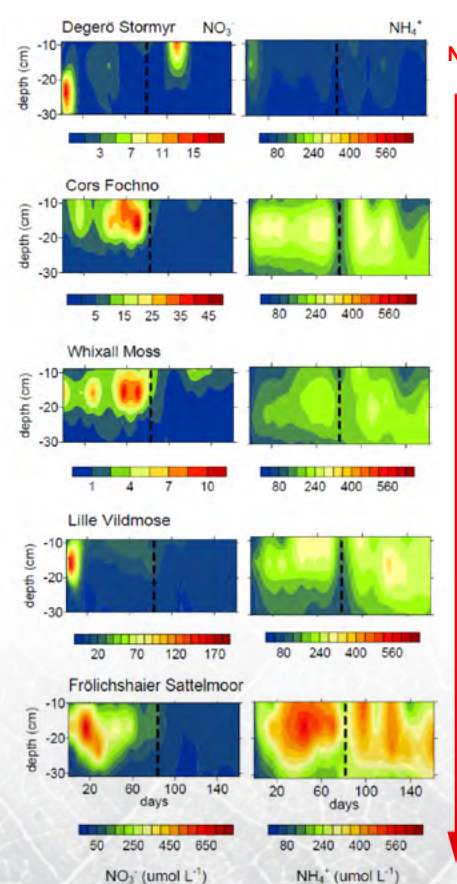 Degerö Stormyr NO₃⁻ NH₄⁺
N
depth (cm)
-10
-20
-30
3 7 11 15 80 240 400 560
Cors Fochno
depth (cm)
-10
-20
-30
5 15 25 35 45 80 240 400 560
Whixall Moss
depth (cm)
-10
-20
-30
1 4 7 10 80 240 400 560
Lille Vildmose
depth (cm)
-10
-20
-30
20 70 120 170 80 240 400 560
Frölichshaier Sattelmoor
depth (cm)
-10
-20
-30
20 60 100 140 20 60 100 140
days days
50 250 450 650 80 240 400 560
NO₃⁻ (umol L⁻¹) NH₄⁺ (umol L⁻¹)